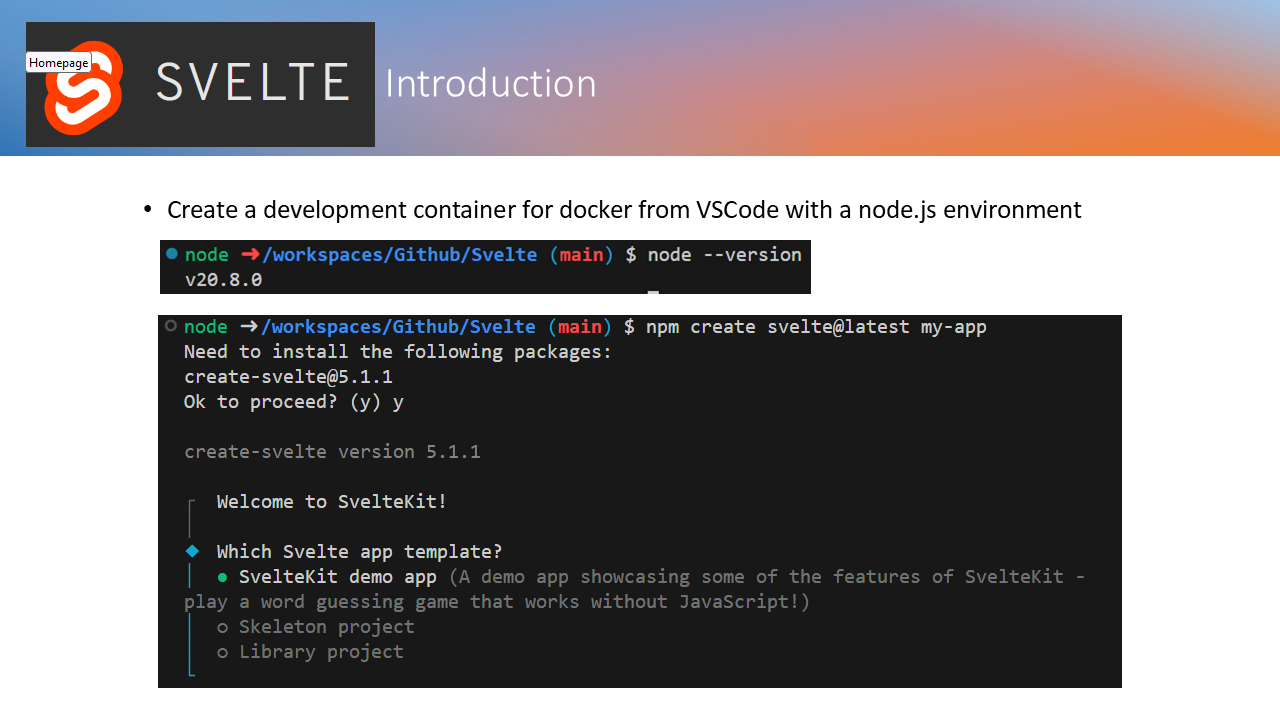 Homepage
SVELTE
Introduction
• Create a development container for docker from VSCode with a node.js environment
node ➜/workspaces/Github/Svelte (main) $ node --version
v20.8.0
node ➜/workspaces/Github/Svelte (main) $ npm create svelte@latest my-app
Need to install the following packages:
create-svelte@5.1.1
Ok to proceed? (y) y
create-svelte version 5.1.1
Welcome to SvelteKit!
Which Svelte app template?
● SvelteKit demo app (A demo app showcasing some of the features of SvelteKit -
play a word guessing game that works without JavaScript!)
○ Skeleton project
○ Library project